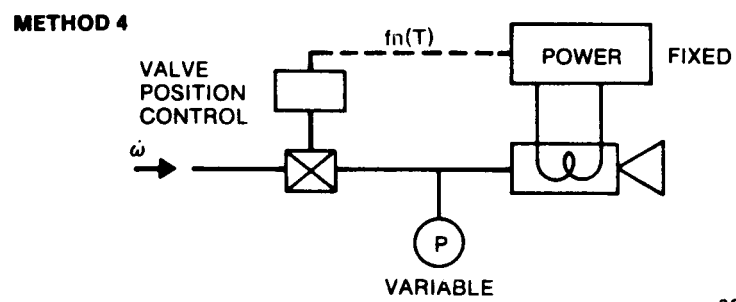 METHOD 4
fn(T)
POWER
FIXED
VALVE
POSITION
CONTROL
ω̇
P
VARIABLE